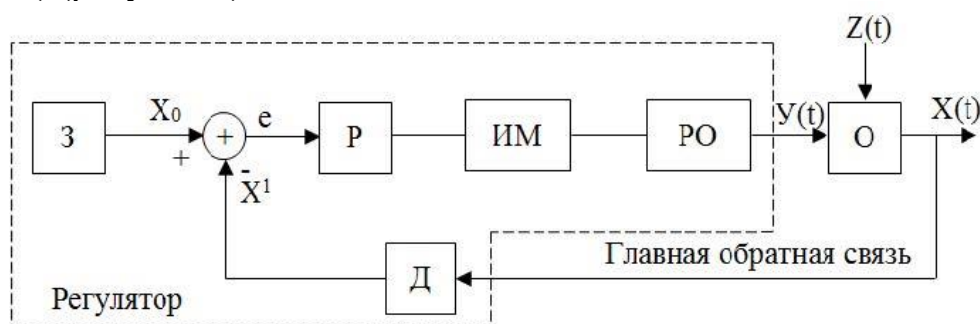 Z(t)
З
X₀
+
+
e
Р
ИМ
РО
У(t)
О
X(t)
-
X¹
Главная обратная связь
Д
Регулятор